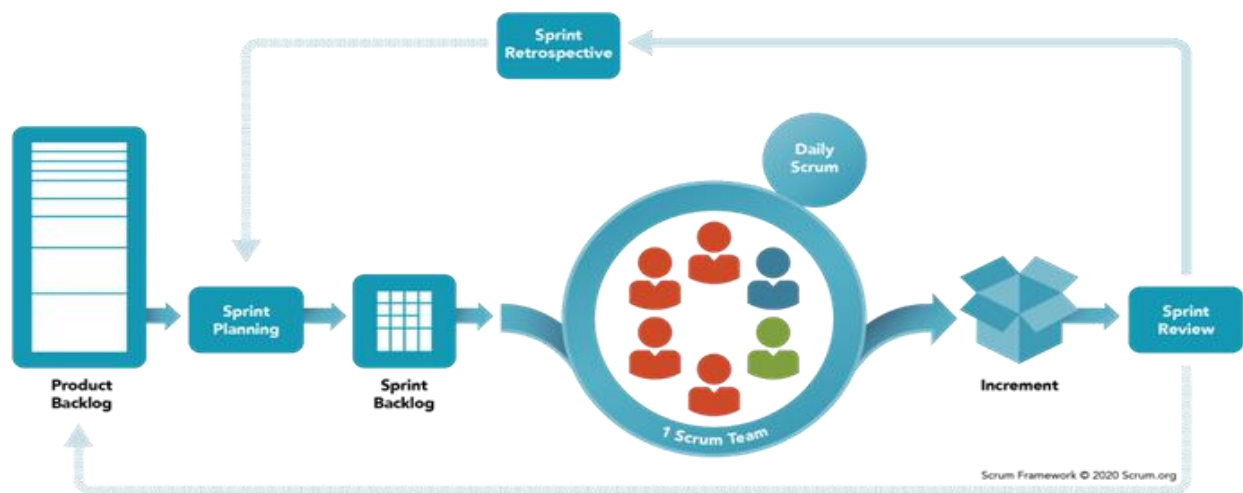 Sprint
Retrospective
Daily
Scrum
Sprint
Planning
Sprint
Review
Product
Backlog
Sprint
Backlog
Increment
1 Scrum Team
Scrum Framework © 2020 Scrum.org